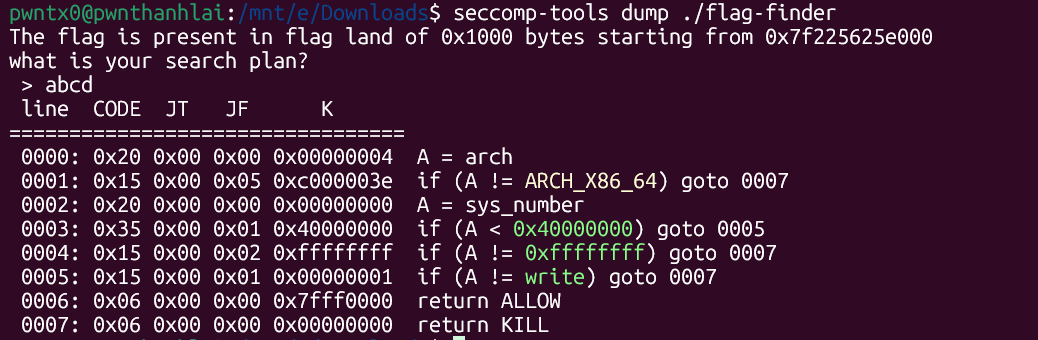 pwntx0@pwnthanhlai:/mnt/e/Downloads$ seccomp-tools dump ./flag-finder
The flag is present in flag land of 0x1000 bytes starting from 0x7f225625e000
what is your search plan?
 > abcd
 line  CODE  JT   JF      K
=================================
 0000: 0x20 0x00 0x00 0x00000004  A = arch
 0001: 0x15 0x00 0x05 0xc000003e  if (A != ARCH_X86_64) goto 0007
 0002: 0x20 0x00 0x00 0x00000000  A = sys_number
 0003: 0x35 0x00 0x01 0x40000000  if (A < 0x40000000) goto 0005
 0004: 0x15 0x00 0x02 0xffffffff  if (A != 0xffffffff) goto 0007
 0005: 0x15 0x00 0x01 0x00000001  if (A != write) goto 0007
 0006: 0x06 0x00 0x00 0x7fff0000  return ALLOW
 0007: 0x06 0x00 0x00 0x00000000  return KILL